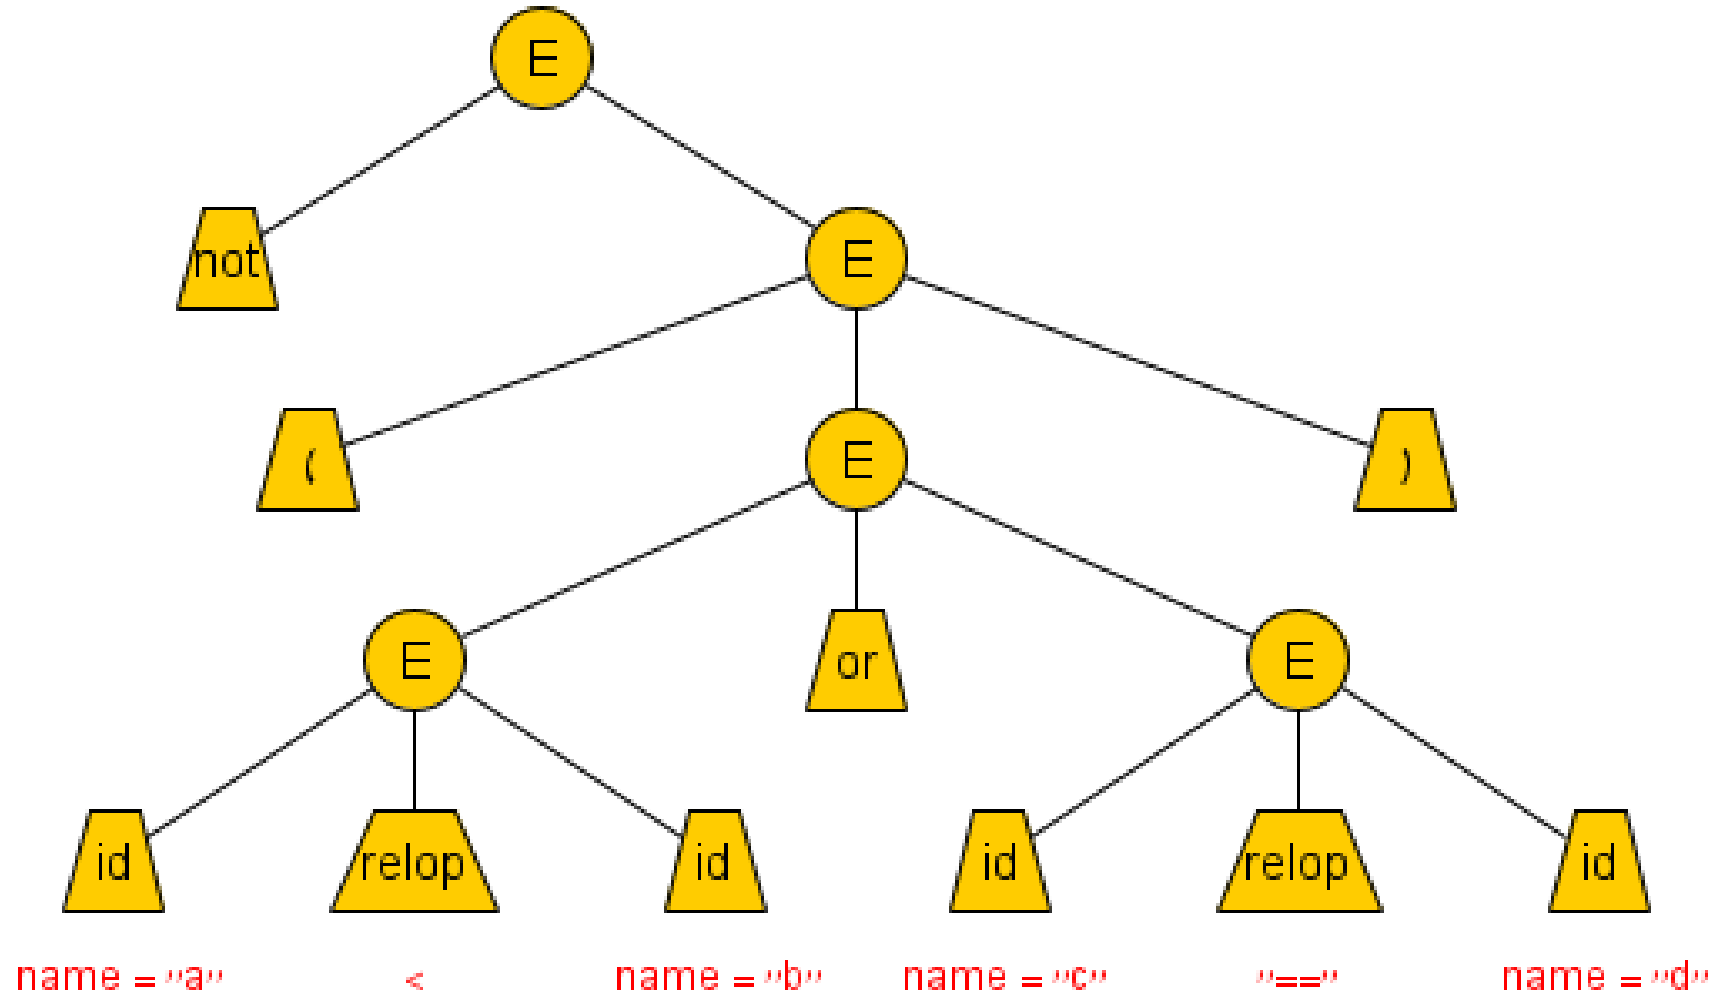 E
not
E
(
E
)
E
or
E
id
relop
id
id
relop
id
name = ”a”
<
name = ”b”
name = ”c”
”==”
name = ”d”